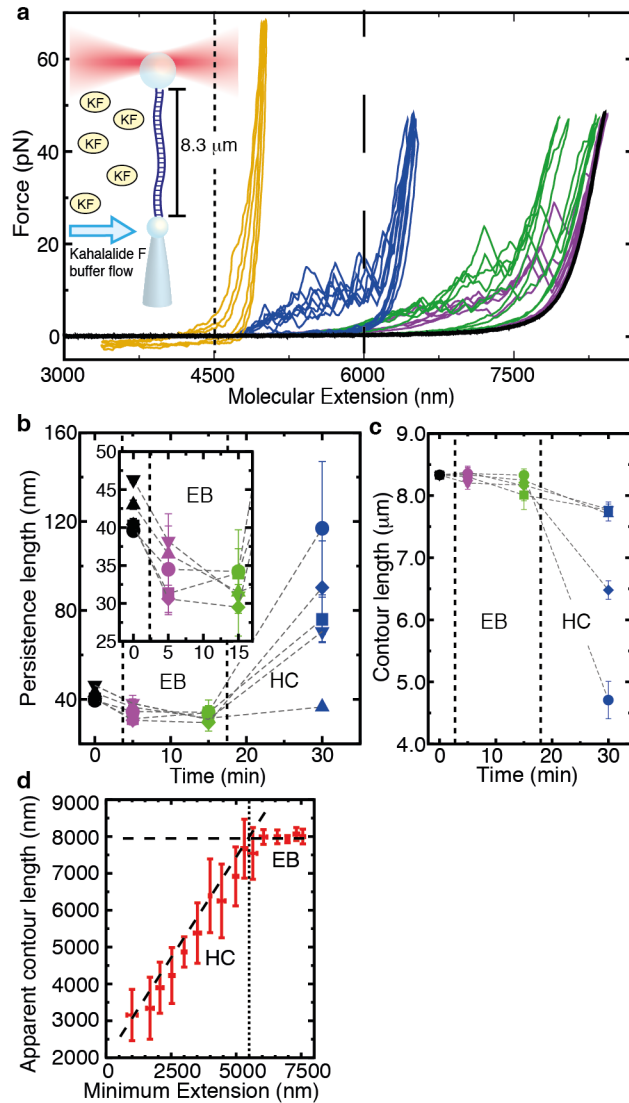 a
60
40
20
0
Force (pN)
KF
KF
KF
KF
KF
8.3 μm
Kahalalide F
buffer flow
3000
4500
6000
7500
Molecular Extension (nm)
b
160
120
80
40
Persistence length (nm)
50
45
40
35
30
25
0
5
10
15
EB
EB
HC
0
10
20
30
Time (min)
c
9.0
8.0
7.0
6.0
5.0
4.0
Contour length (μm)
EB
HC
0
10
20
30
Time (min)
d
9000
8000
7000
6000
5000
4000
3000
2000
Apparent contour length (nm)
EB
HC
0
2500
5000
7500
Minimum Extension (nm)